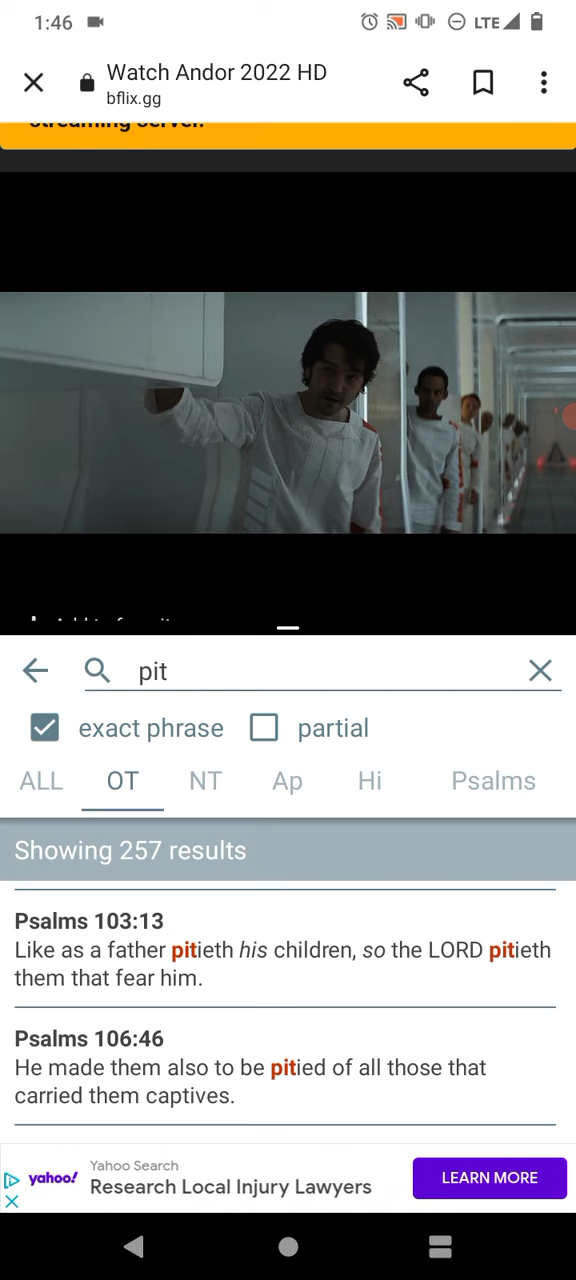 1:46
LTE
Watch Andor 2022 HD
bflix.gg
streaming server.
pit
exact phrase
partial
ALL
OT
NT
Ap
Hi
Psalms
Showing 257 results
Psalms 103:13
Like as a father pitieth his children, so the LORD pitieth
them that fear him.
Psalms 106:46
He made them also to be pitied of all those that
carried them captives.
yahoo!
Yahoo Search
Research Local Injury Lawyers
LEARN MORE